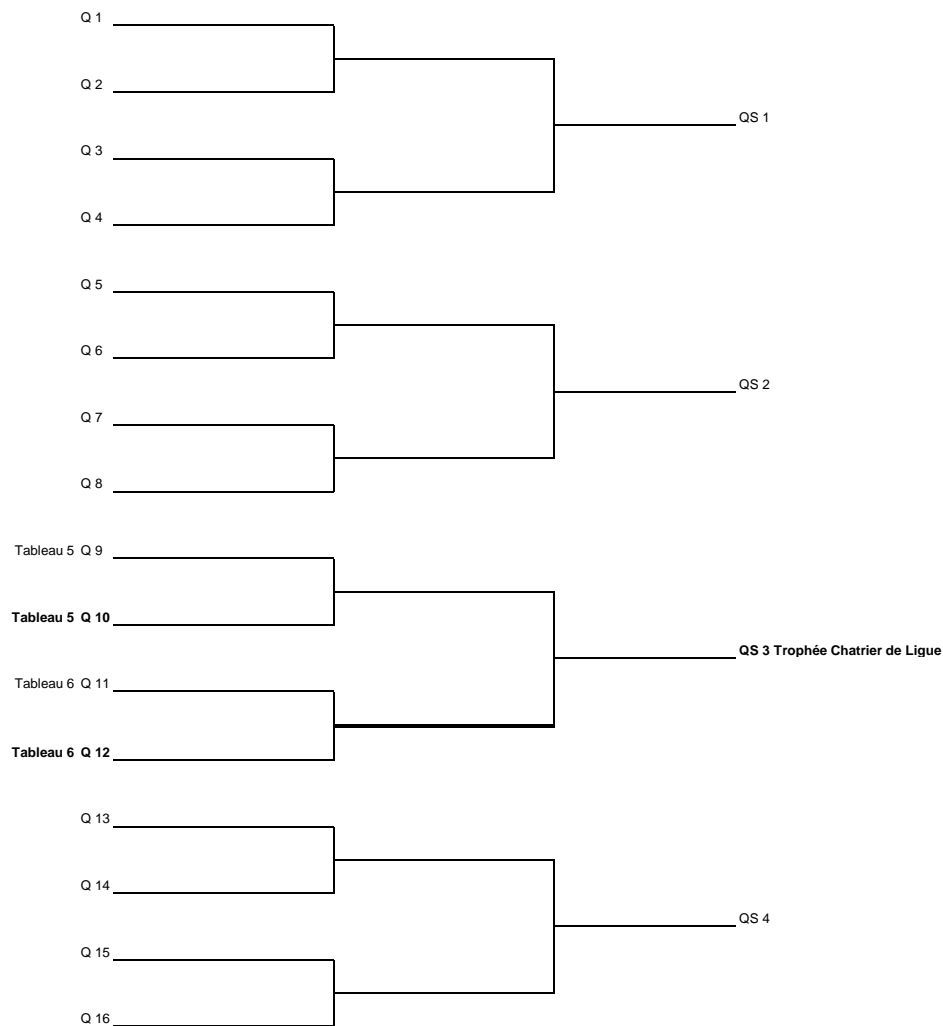 Q 1
Q 2
QS 1
Q 3
Q 4
Q 5
Q 6
QS 2
Q 7
Q 8
Tableau 5 Q 9
Tableau 5 Q 10
QS 3 Trophée Chatrier de Ligue
Tableau 6 Q 11
Tableau 6 Q 12
Q 13
Q 14
QS 4
Q 15
Q 16